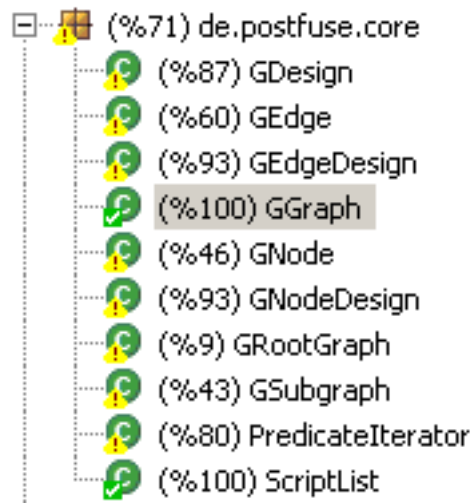 (%71) de.postfuse.core
(%87) GDesign
(%60) GEdge
(%93) GEdgeDesign
(%100) GGraph
(%46) GNode
(%93) GNodeDesign
(%9) GRootGraph
(%43) GSubgraph
(%80) PredicateIterator
(%100) ScriptList